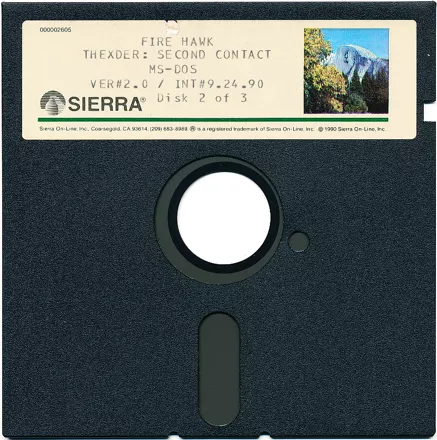 000002605
FIRE HAWK
THEXDER: SECOND CONTACT
MS-DOS
VER#2.0 / INT#9.24.90
SIERRA® Disk 2 of 3
Sierra On-Line, Inc., Coarsegold, CA 93614, (209) 683-8989 ® is a registered trademark of Sierra On-Line, Inc. @ 1990 Sierra On-Line, Inc.